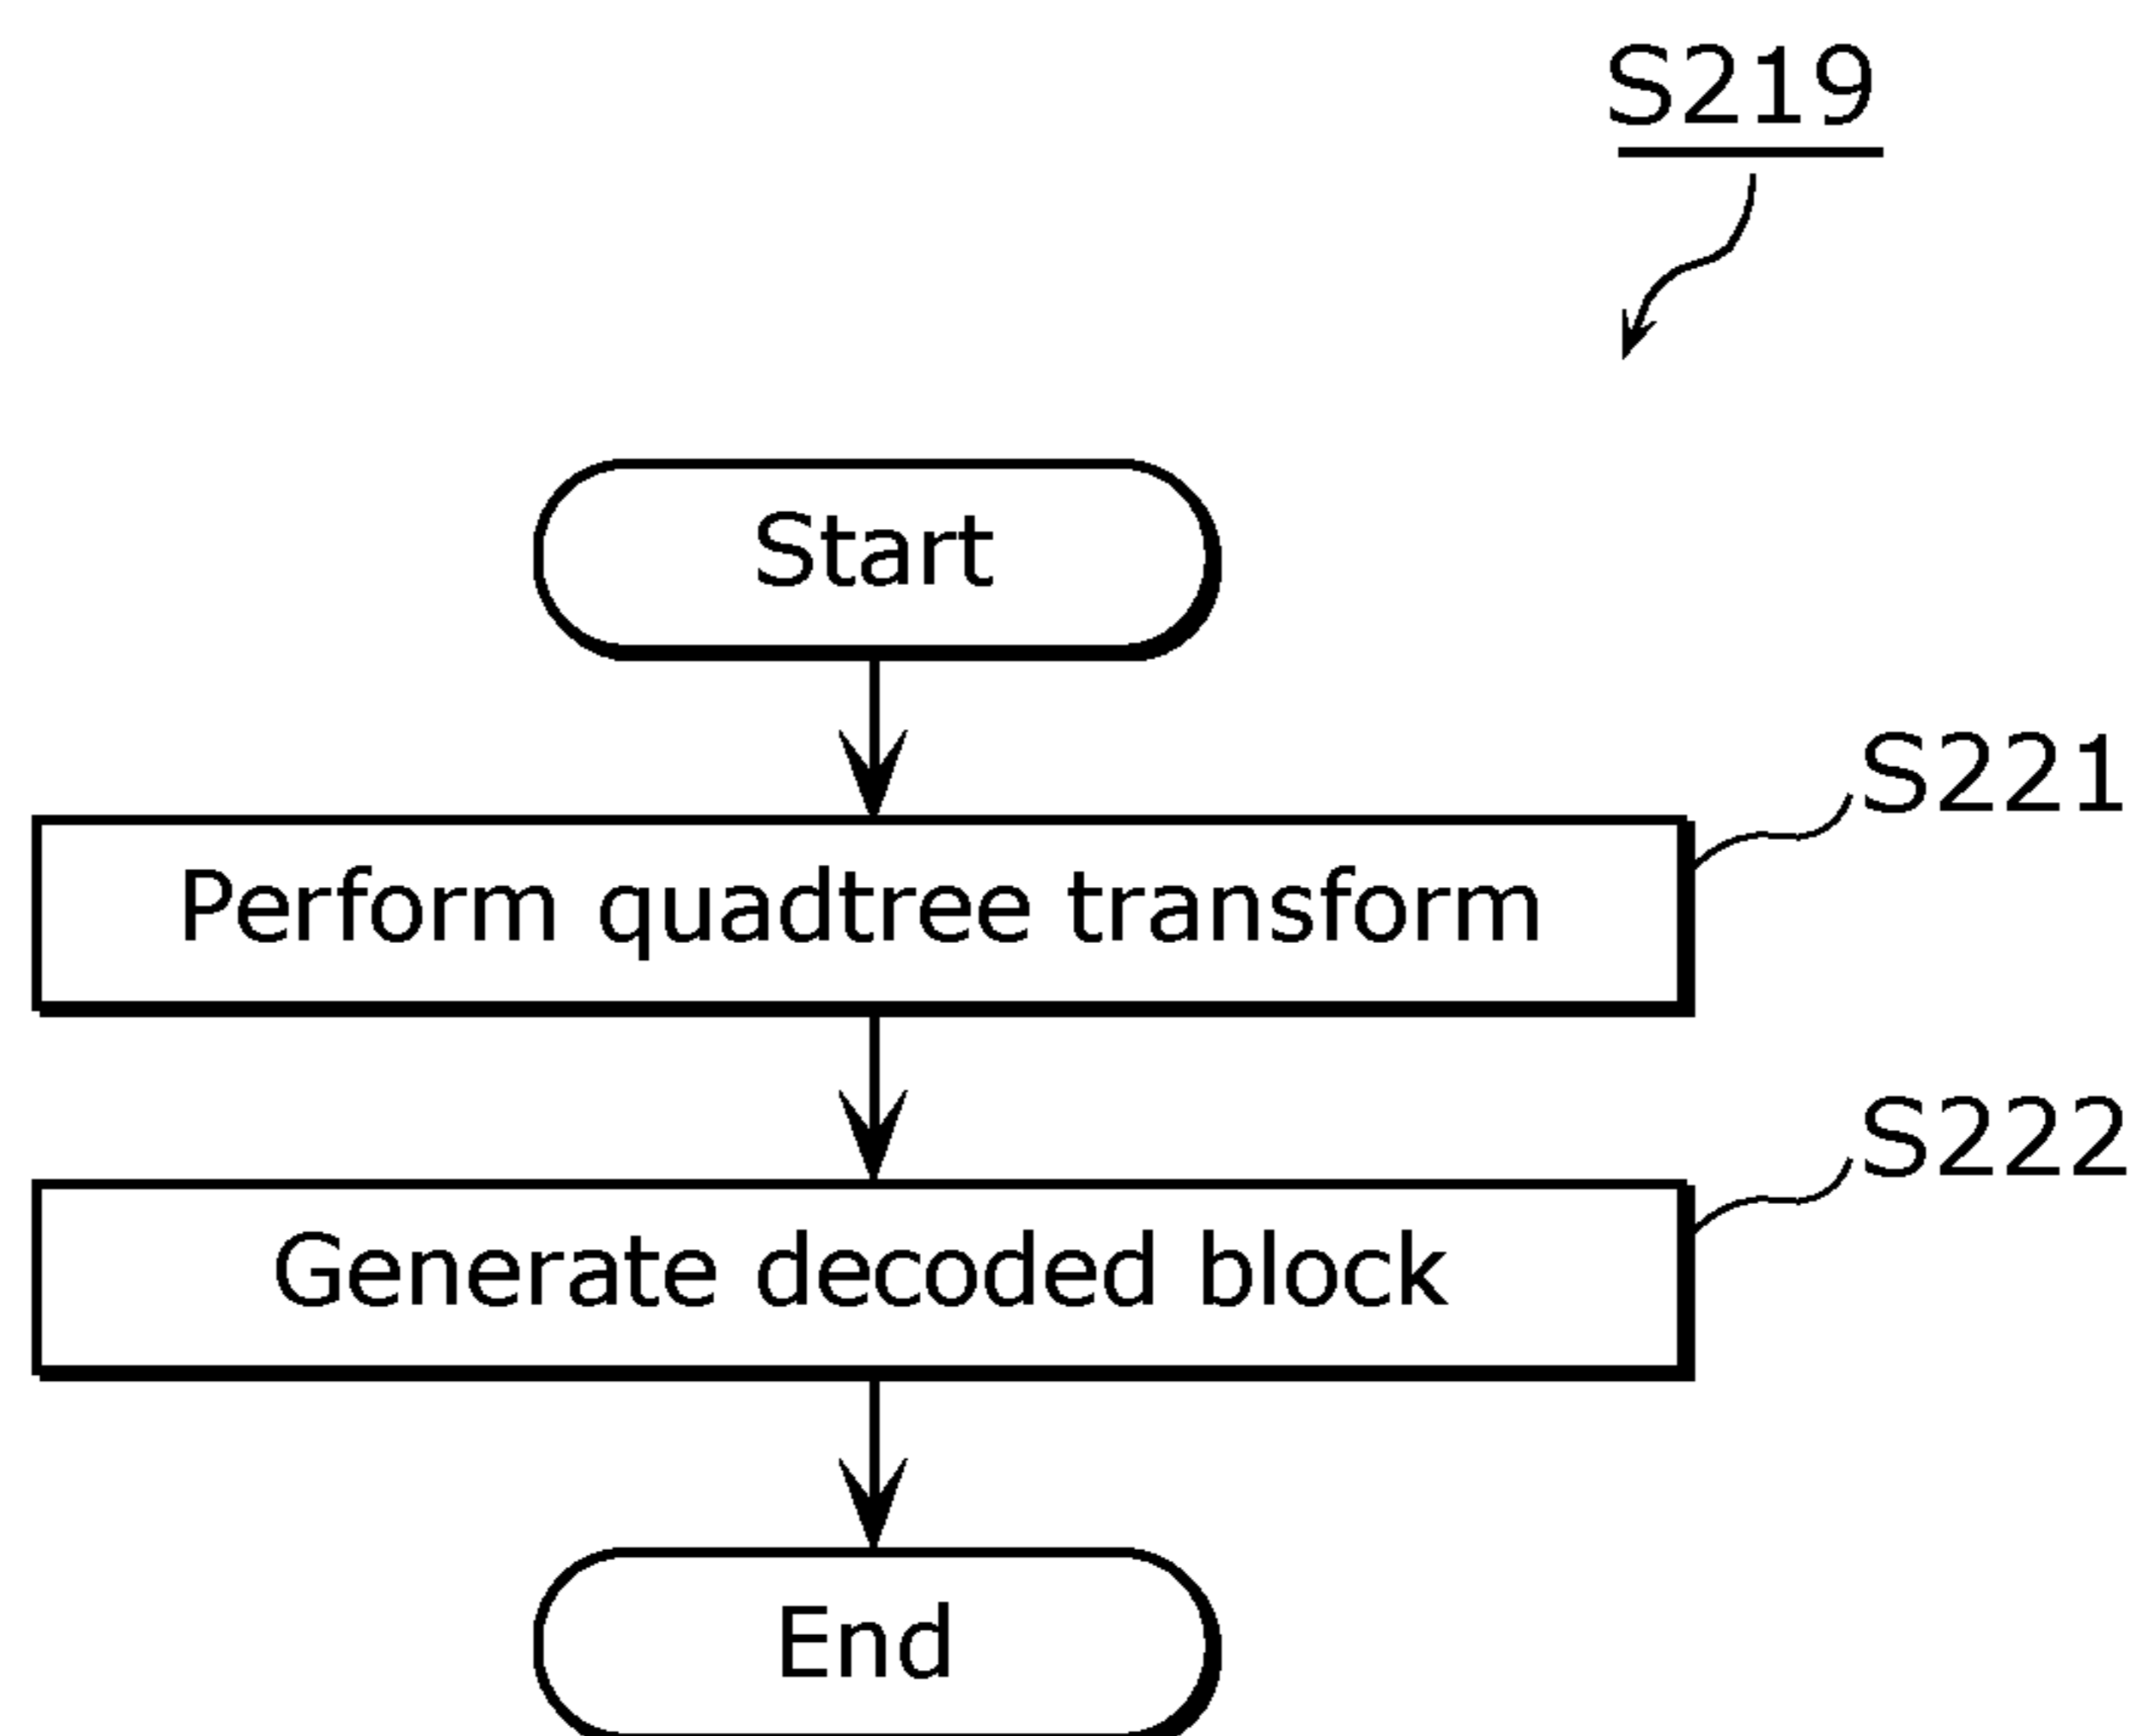 S219
Start
S221
Perform quadtree transform
S222
Generate decoded block
End